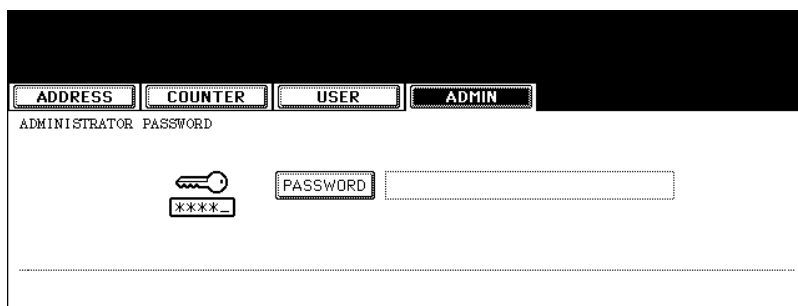 ADDRESS COUNTER USER ADMIN
ADMINISTRATOR PASSWORD
PASSWORD
****_